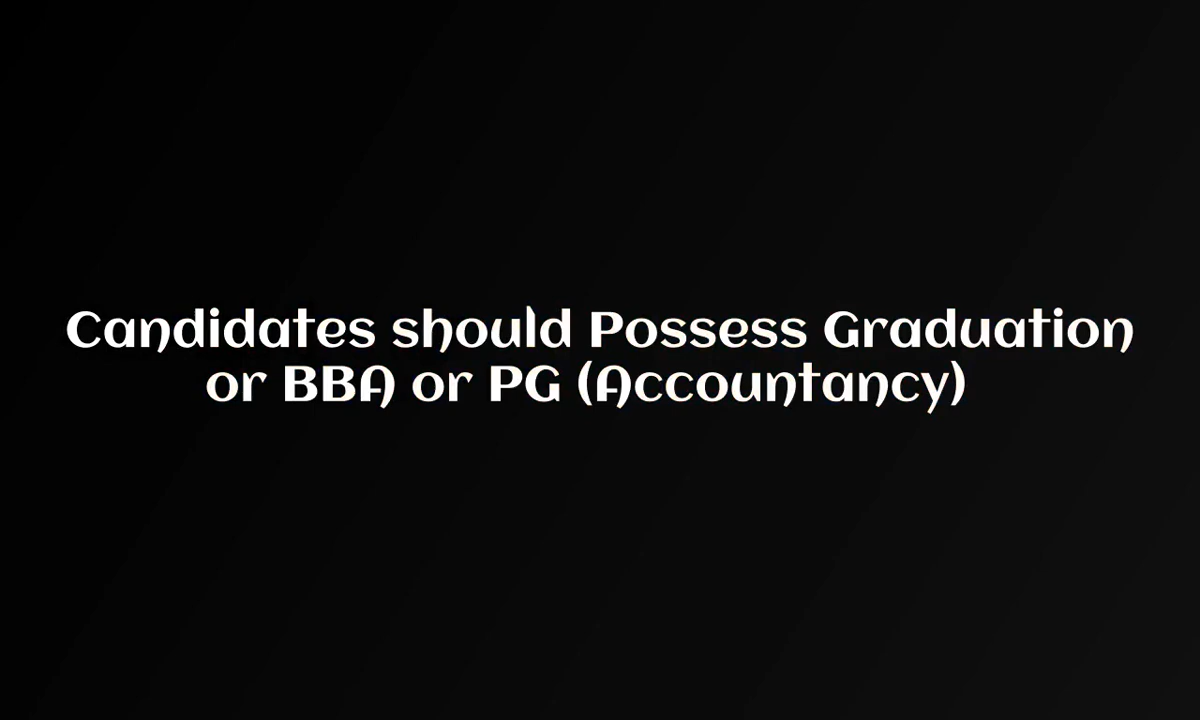 Candidates should Possess Graduation
or BBA or PG (Accountancy)